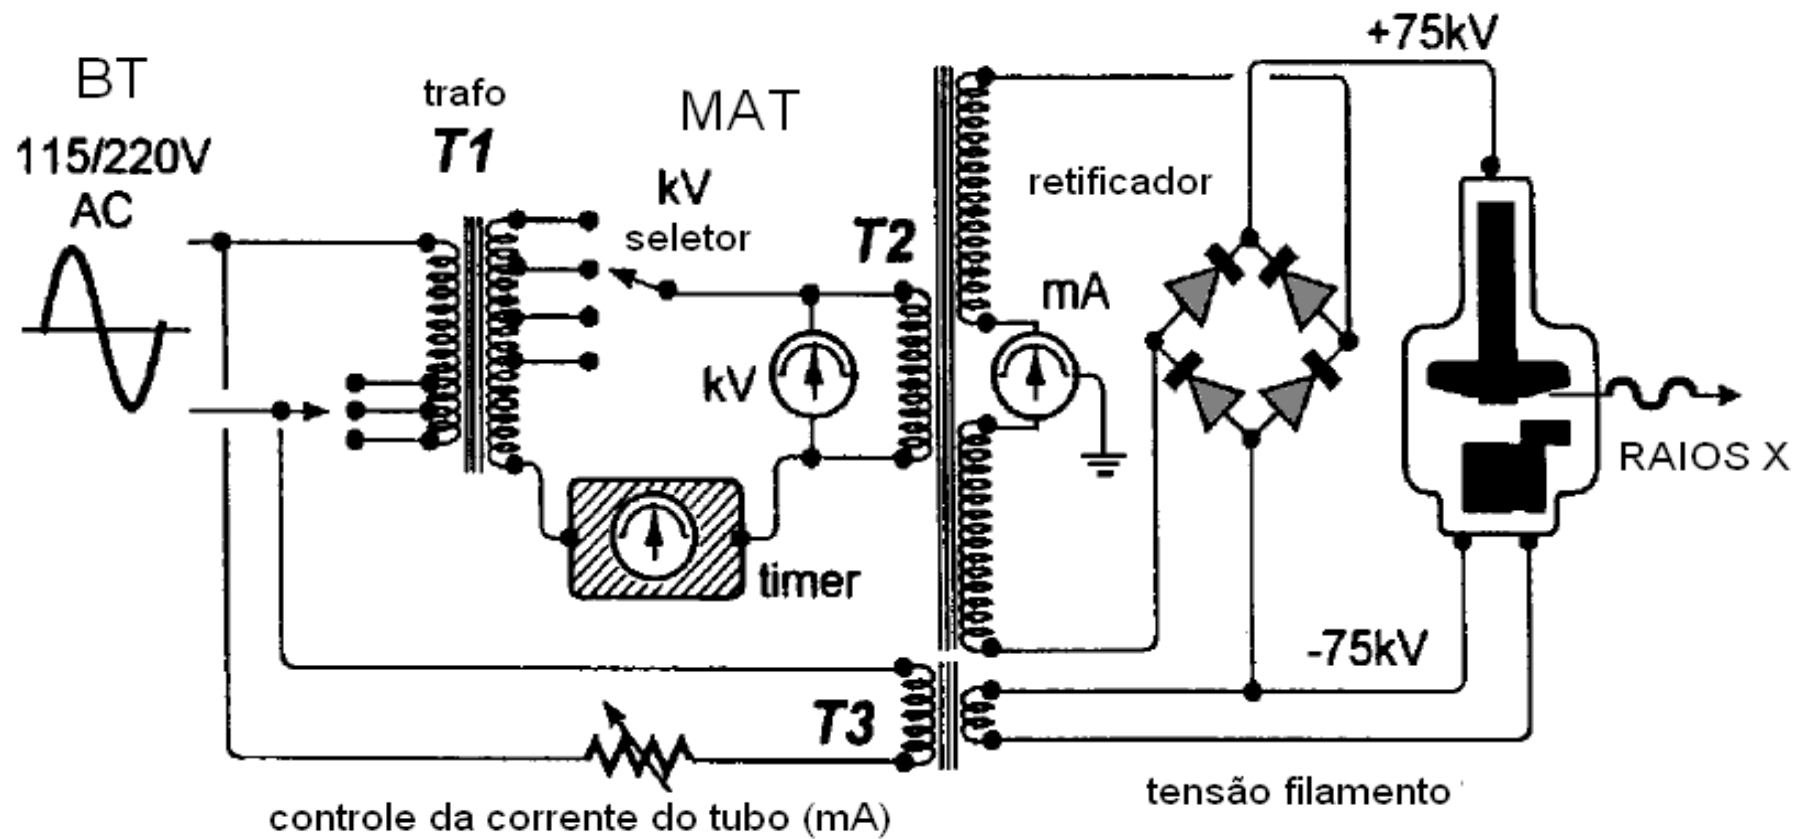 BT
115/220V
AC
trafo
T1
MAT
kV
seletor
T2
kV
timer
retificador
mA
+75kV
RAIOS X
-75kV
T3
tensão filamento
controle da corrente do tubo (mA)